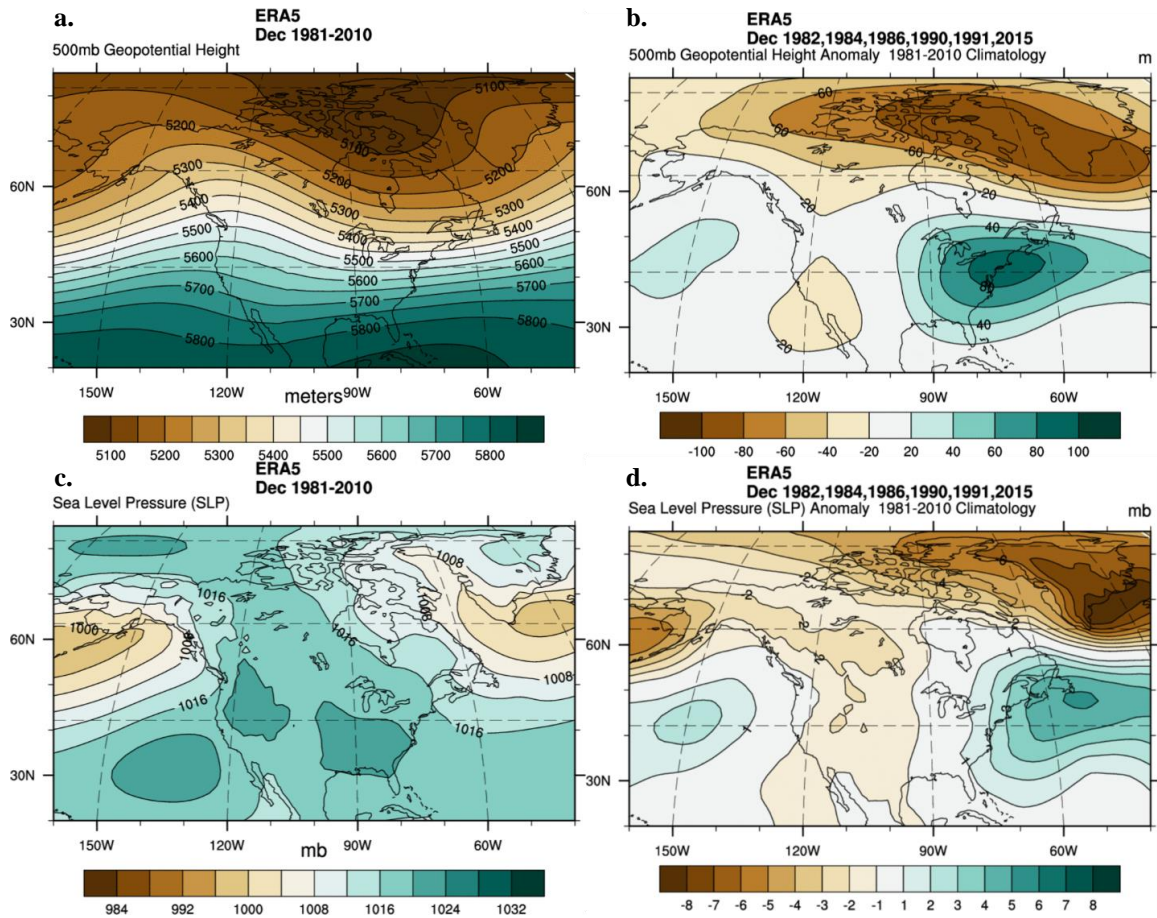 a.
ERA5
Dec 1981-2010
500mb Geopotential Height
5100
5200
5100
5300
5200
5200
5400
5300
5300
5500
5400
5400
5600
5500
5500
5700
5600
5600
5700
5700
5800
5800
5800
60N
30N
150W
120W
90W
60W
meters
5100 5200 5300 5400 5500 5600 5700 5800
b.
ERA5
Dec 1982,1984,1986,1990,1991,2015
500mb Geopotential Height Anomaly 1981-2010 Climatology m
-60
-60
-60
-20
-20
40
80
40
-20
-20
60N
30N
150W
120W
90W
60W
-100 -80 -60 -40 -20 20 40 60 80 100
c.
ERA5
Dec 1981-2010
Sea Level Pressure (SLP)
1008
1016
1008
1000
1008
1016
1008
1016
1016
60N
30N
150W
120W
90W
60W
mb
984 992 1000 1008 1016 1024 1032
d.
ERA5
Dec 1982,1984,1986,1990,1991,2015
Sea Level Pressure (SLP) Anomaly 1981-2010 Climatology mb
-2
-4
-6
-2
-2
-2
-2
1
1
3
60N
30N
150W
120W
90W
60W
-8 -7 -6 -5 -4 -3 -2 -1 1 2 3 4 5 6 7 8